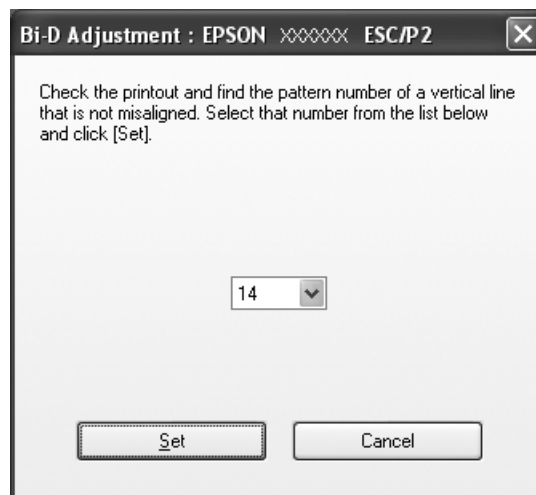 Bi-D Adjustment : EPSON XXXXXX ESC/P2
Check the printout and find the pattern number of a vertical line
that is not misaligned. Select that number from the list below
and click [Set].
14
Set
Cancel